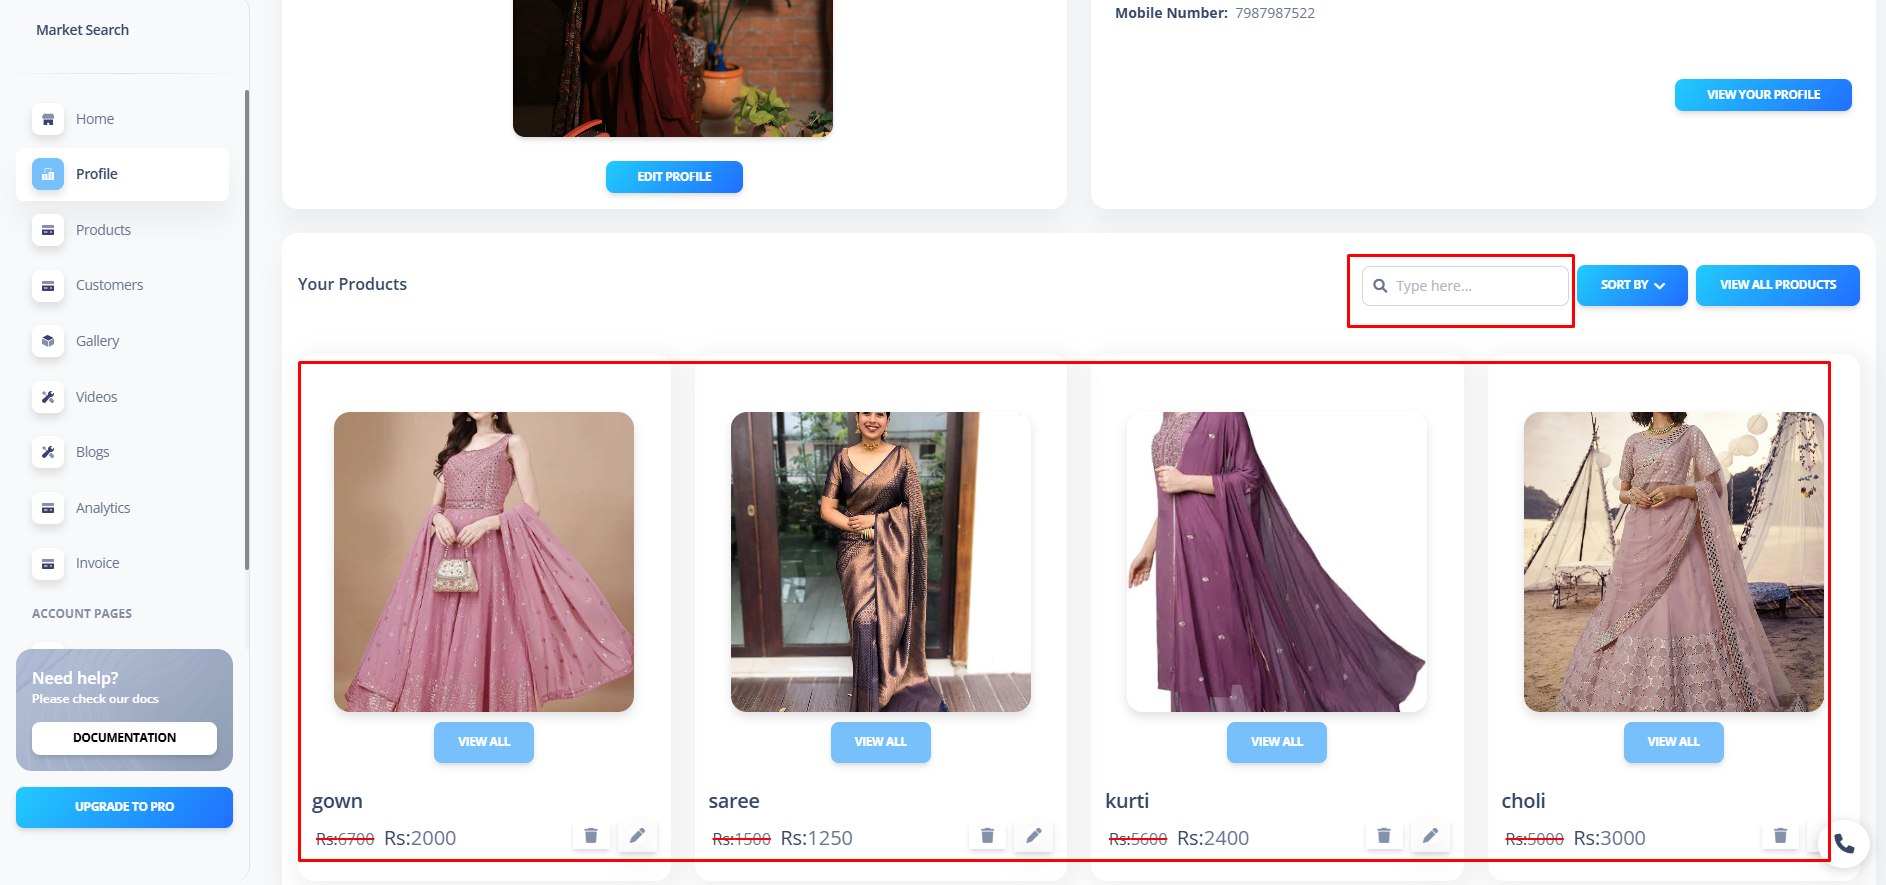 Market Search
Home
Profile
Products
Customers
Gallery
Videos
Blogs
Analytics
Invoice
ACCOUNT PAGES
Need help?
Please check our docs
DOCUMENTATION
UPGRADE TO PRO
EDIT PROFILE
Mobile Number: 7987987522
VIEW YOUR PROFILE
Your Products
Type here...
SORT BY
VIEW ALL PRODUCTS
VIEW ALL
gown
Rs:6700 Rs:2000
VIEW ALL
saree
Rs:1500 Rs:1250
VIEW ALL
kurti
Rs:5600 Rs:2400
VIEW ALL
choli
Rs:5000 Rs:3000